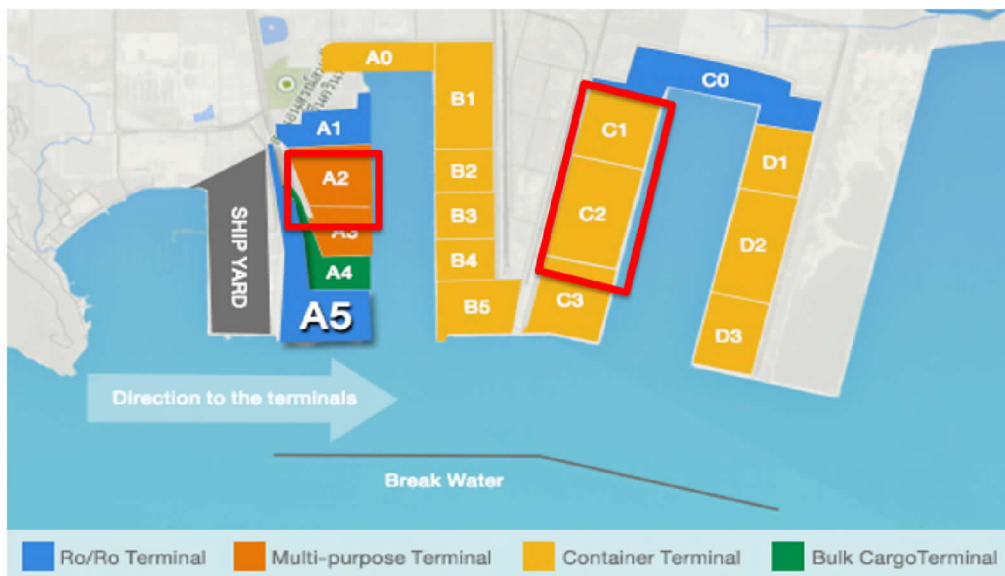 A0
C0
B1
A1
C1
D1
A2
B2
C2
B3
A3
D2
B4
A4
SHIP YARD
A5
B5
C3
D3
Direction to the terminals
Break Water
Ro/Ro Terminal
Multi-purpose Terminal
Container Terminal
Bulk CargoTerminal